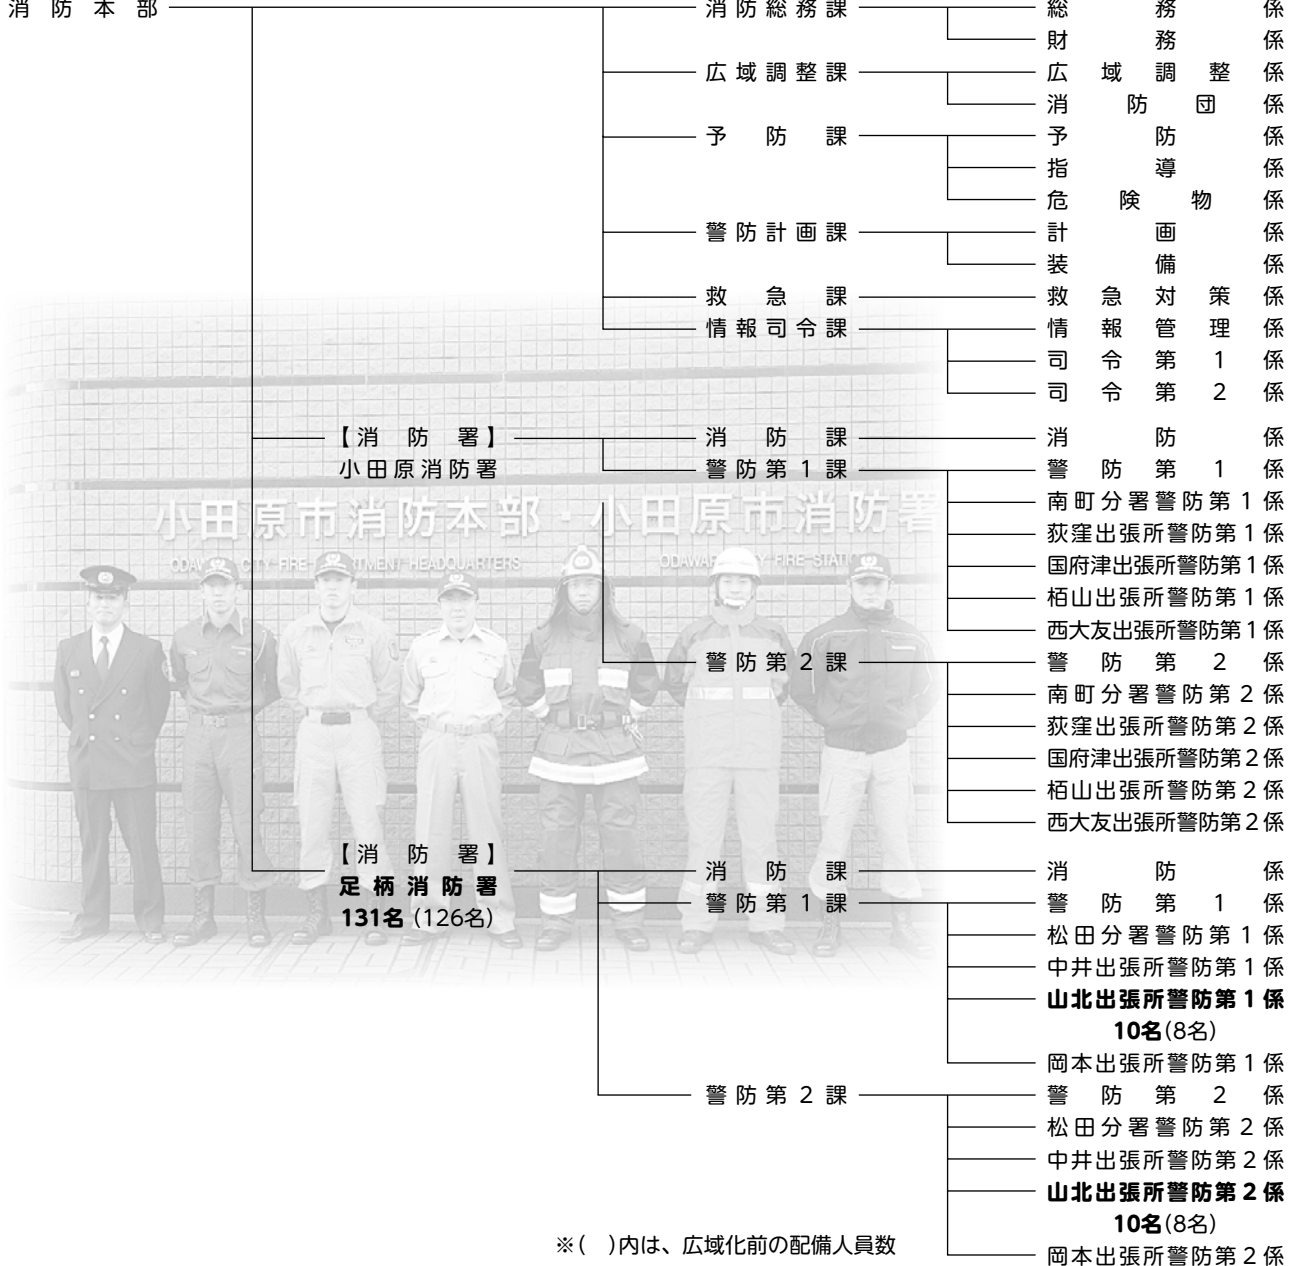 消防本部 消防総務課 総務係
財務係
広域調整課 広域調整係
消防団係
予防課 予防係
指導係
危険物係
警防計画課 計画係
装備係
救急課 救急対策係
情報司令課 情報管理係
司令第1係
司令第2係
【消防署】 消防課 消防係
小田原消防署 警防第1課 警防第1係
南町分署警防第1係
荻窪出張所警防第1係
国府津出張所警防第1係
栢山出張所警防第1係
西大友出張所警防第1係
警防第2課 警防第2係
南町分署警防第2係
荻窪出張所警防第2係
国府津出張所警防第2係
栢山出張所警防第2係
西大友出張所警防第2係
【消防署】
足柄消防署
131名(126名)
消防課 消防係
警防第1課 警防第1係
松田分署警防第1係
中井出張所警防第1係
山北出張所警防第1係
10名(8名)
岡本出張所警防第1係
警防第2課 警防第2係
松田分署警防第2係
中井出張所警防第2係
山北出張所警防第2係
10名(8名)
岡本出張所警防第2係
※( )内は、広域化前の配備人員数
小田原市消防本部・小田原市消防署
CITY FIRE HEADQUARTERS